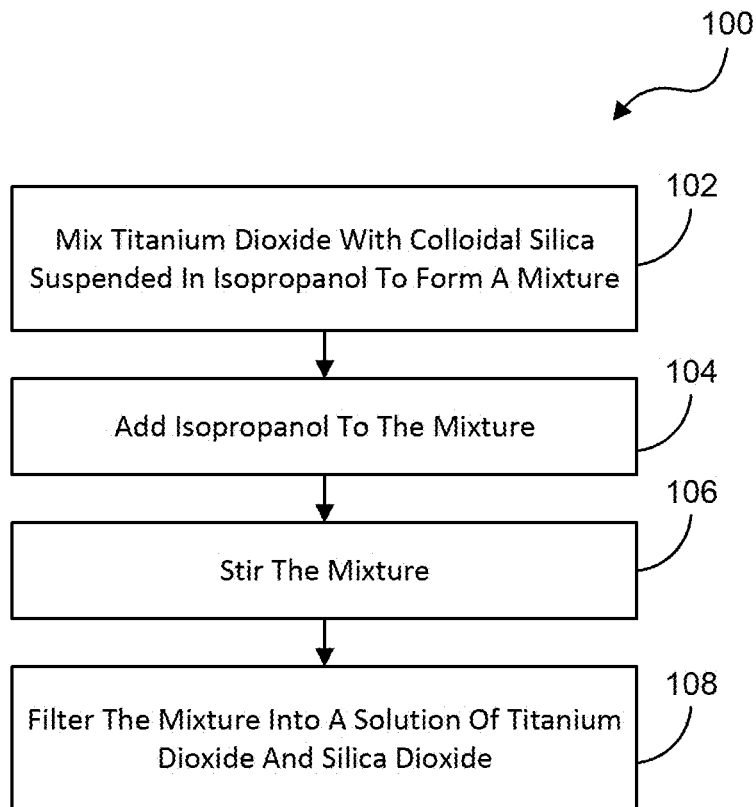 100
102
Mix Titanium Dioxide With Colloidal Silica
Suspended In Isopropanol To Form A Mixture
104
Add Isopropanol To The Mixture
106
Stir The Mixture
108
Filter The Mixture Into A Solution Of Titanium
Dioxide And Silica Dioxide